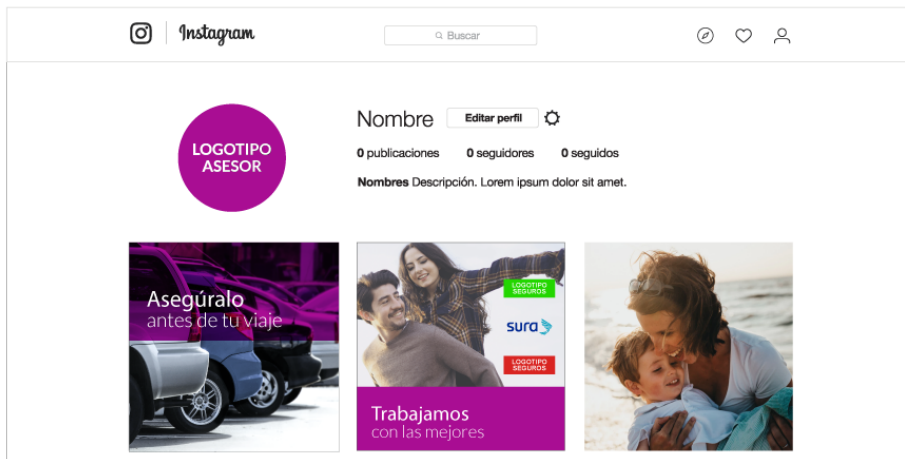 Instagram
Buscar
LOGOTIPO
ASESOR
Nombre Editar perfil
0 publicaciones 0 seguidores 0 seguidos
Nombres Descripción. Lorem ipsum dolor sit amet.
Asegúralo
antes de tu viaje
LOGOTIPO
SEGUROS
sura
LOGOTIPO
SEGUROS
Trabajamos
con las mejores